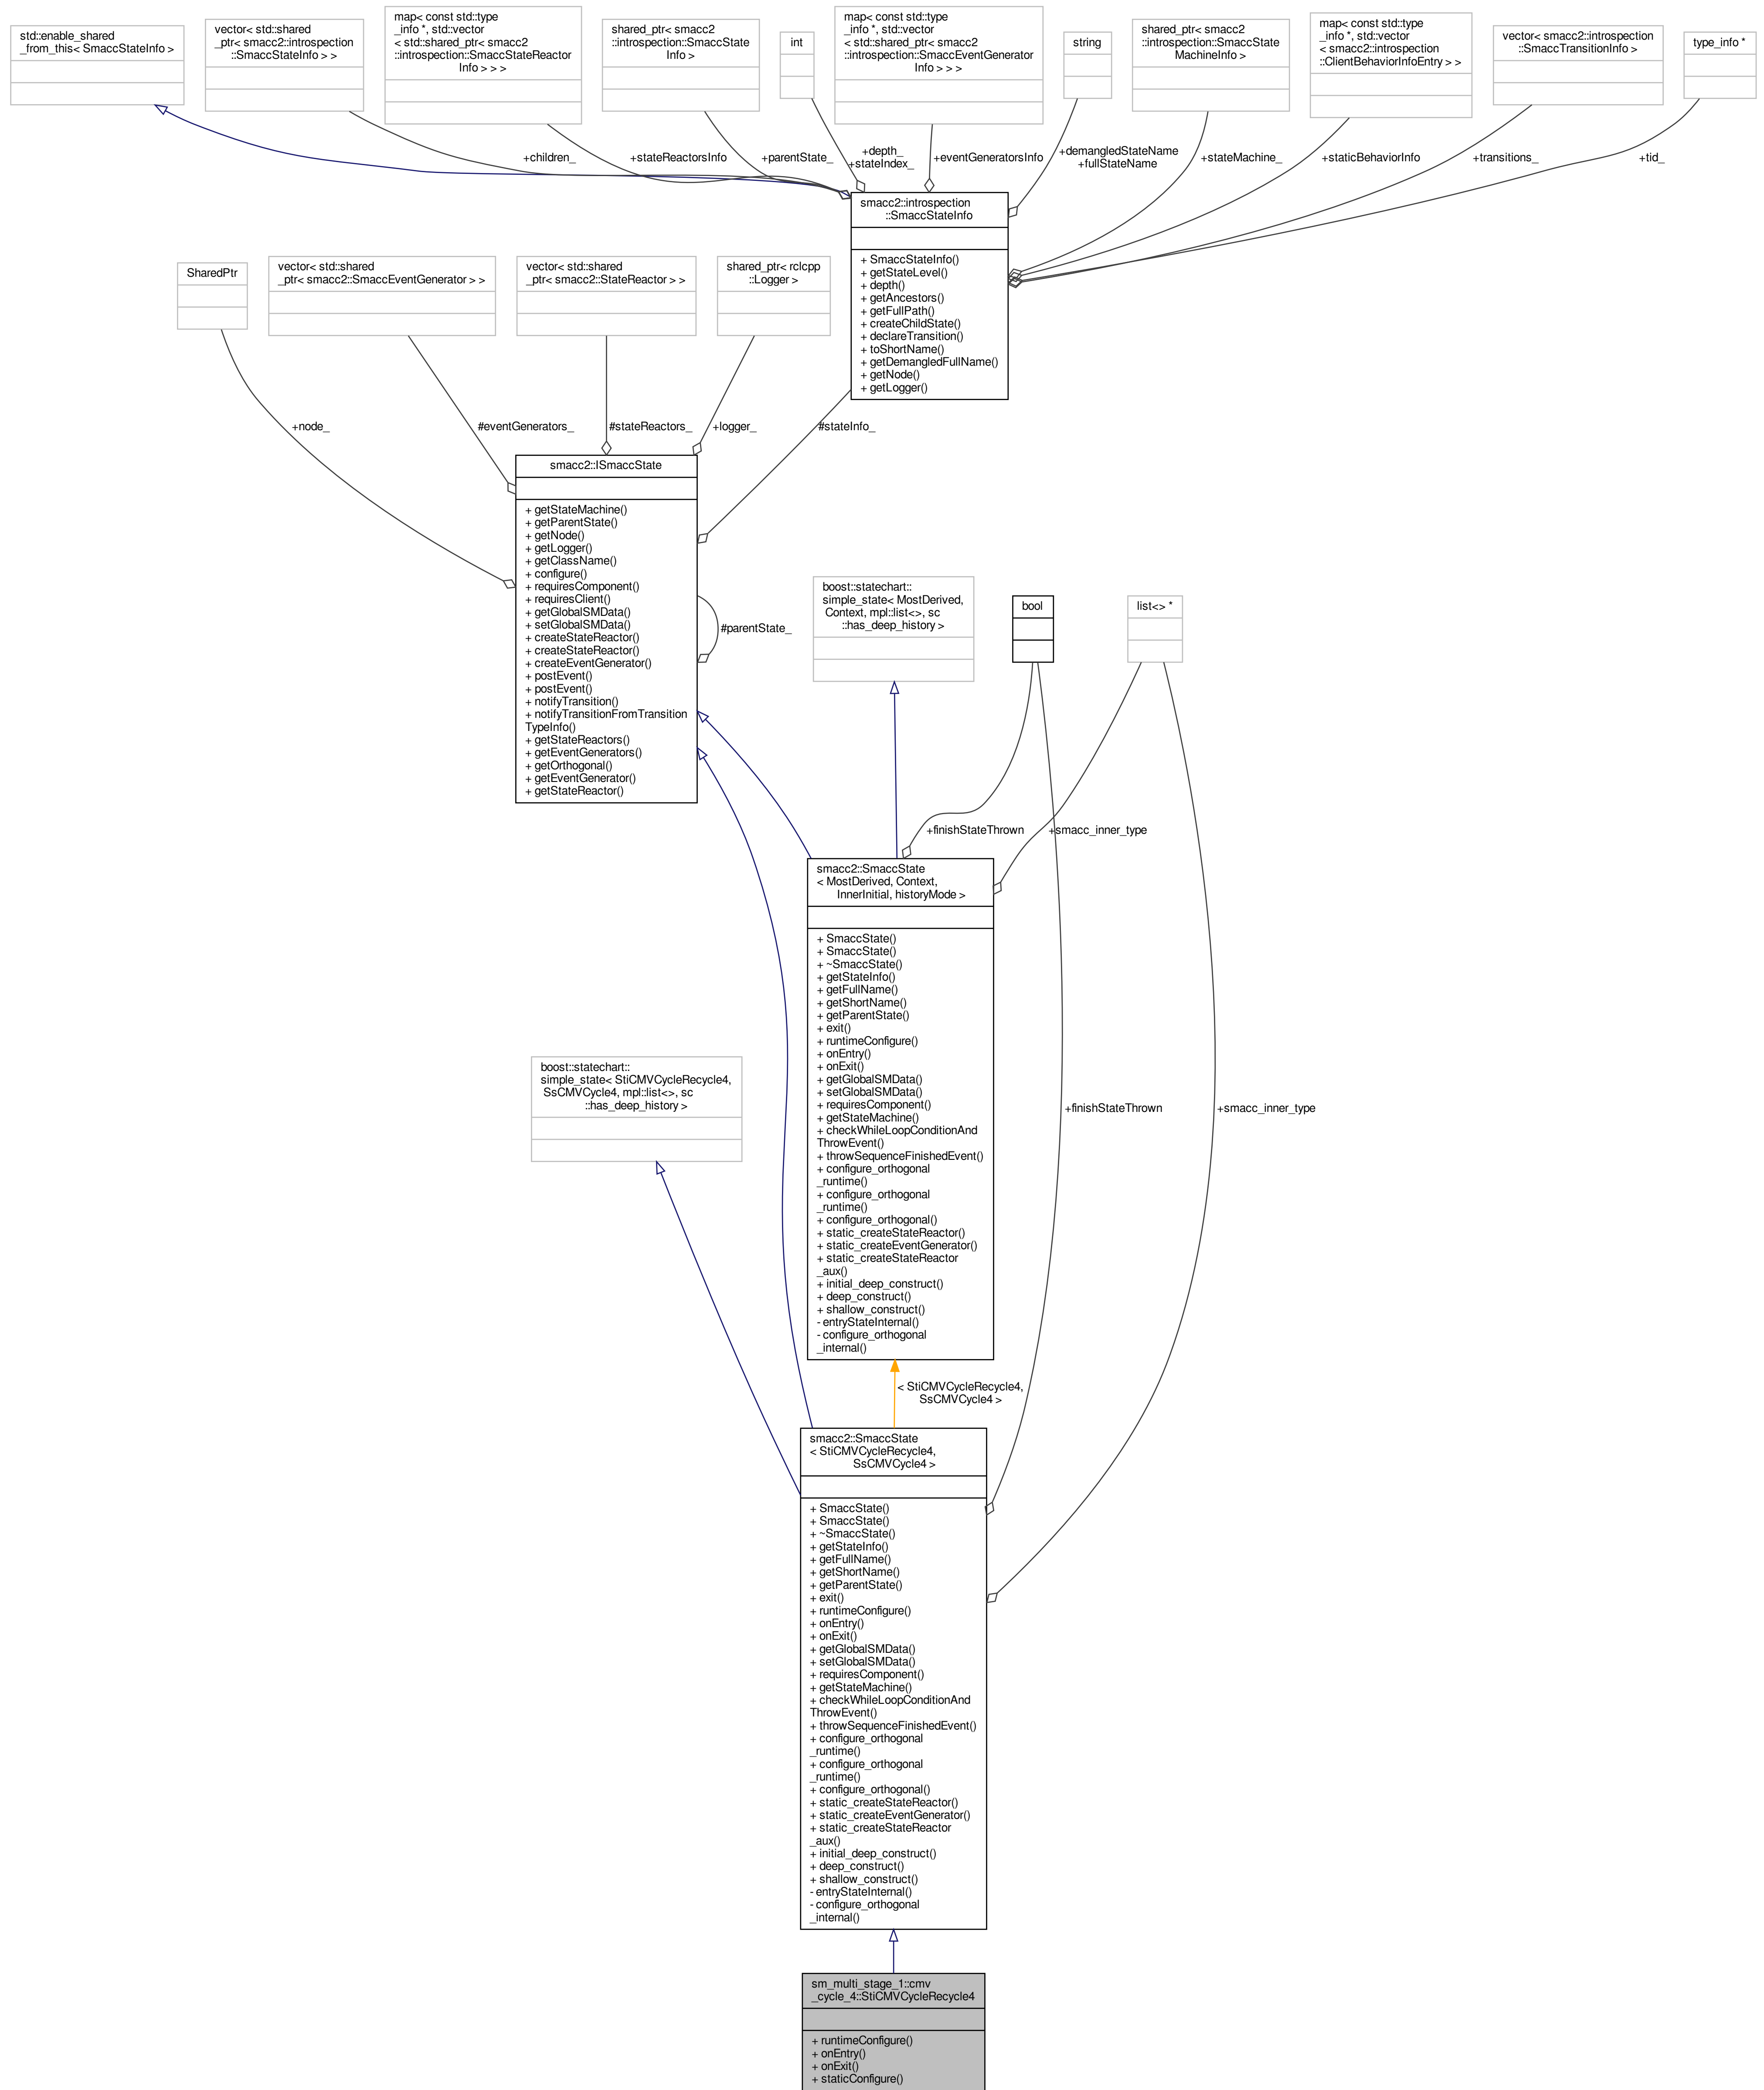 std::enable_shared
_from_this< SmaccStateInfo >
vector< std::shared
_ptr< smacc2::introspection
::SmaccStateInfo > >
map< const std::type
_info *, std::vector
< std::shared_ptr< smacc2
::introspection::SmaccStateReactor
Info > > >
shared_ptr< smacc2
::introspection::SmaccState
Info >
int
map< const std::type
_info *, std::vector
< std::shared_ptr< smacc2
::introspection::SmaccEventGenerator
Info > > >
string
shared_ptr< smacc2
::introspection::SmaccState
MachineInfo >
map< const std::type
_info *, std::vector
< smacc2::introspection
::ClientBehaviorInfoEntry > >
vector< smacc2::introspection
::SmaccTransitionInfo >
type_info *
+children_
+stateReactorsInfo
+parentState_
+depth_
+stateIndex_
+eventGeneratorsInfo
+demangledStateName
+fullStateName
+stateMachine_
+staticBehaviorInfo
+transitions_
+tid_
smacc2::introspection
::SmaccStateInfo
+ SmaccStateInfo()
+ getStateLevel()
+ depth()
+ getAncestors()
+ getFullPath()
+ createChildState()
+ declareTransition()
+ toShortName()
+ getDemangledFullName()
+ getNode()
+ getLogger()
SharedPtr
vector< std::shared
_ptr< smacc2::SmaccEventGenerator > >
vector< std::shared
_ptr< smacc2::StateReactor > >
shared_ptr< rclcpp
::Logger >
+node_
#eventGenerators_
#stateReactors_
+logger_
#stateInfo_
smacc2::ISmaccState
+ getStateMachine()
+ getParentState()
+ getNode()
+ getLogger()
+ getClassName()
+ configure()
+ requiresComponent()
+ requiresClient()
+ getGlobalSMData()
+ setGlobalSMData()
+ createStateReactor()
+ createStateReactor()
+ createEventGenerator()
+ postEvent()
+ postEvent()
+ notifyTransition()
+ notifyTransitionFromTransition
TypeInfo()
+ getStateReactors()
+ getEventGenerators()
+ getOrthogonal()
+ getEventGenerator()
+ getStateReactor()
#parentState_
boost::statechart::
simple_state< MostDerived,
Context, mpl::list<>, sc
::has_deep_history >
bool
list<> *
+finishStateThrown
+smacc_inner_type
smacc2::SmaccState
< MostDerived, Context,
InnerInitial, historyMode >
+ SmaccState()
+ SmaccState()
+ ~SmaccState()
+ getStateInfo()
+ getFullName()
+ getShortName()
+ getParentState()
+ exit()
+ runtimeConfigure()
+ onEntry()
+ onExit()
+ getGlobalSMData()
+ setGlobalSMData()
+ requiresComponent()
+ getStateMachine()
+ checkWhileLoopConditionAnd
ThrowEvent()
+ throwSequenceFinishedEvent()
+ configure_orthogonal
_runtime()
+ configure_orthogonal
_runtime()
+ configure_orthogonal()
+ static_createStateReactor()
+ static_createEventGenerator()
+ static_createStateReactor
_aux()
+ initial_deep_construct()
+ deep_construct()
+ shallow_construct()
- entryStateInternal()
- configure_orthogonal
_internal()
boost::statechart::
simple_state< StiCMVCycleRecycle4,
SsCMVCycle4, mpl::list<>, sc
::has_deep_history >
+finishStateThrown
+smacc_inner_type
< StiCMVCycleRecycle4,
SsCMVCycle4 >
smacc2::SmaccState
< StiCMVCycleRecycle4,
SsCMVCycle4 >
+ SmaccState()
+ SmaccState()
+ ~SmaccState()
+ getStateInfo()
+ getFullName()
+ getShortName()
+ getParentState()
+ exit()
+ runtimeConfigure()
+ onEntry()
+ onExit()
+ getGlobalSMData()
+ setGlobalSMData()
+ requiresComponent()
+ getStateMachine()
+ checkWhileLoopConditionAnd
ThrowEvent()
+ throwSequenceFinishedEvent()
+ configure_orthogonal
_runtime()
+ configure_orthogonal
_runtime()
+ configure_orthogonal()
+ static_createStateReactor()
+ static_createEventGenerator()
+ static_createStateReactor
_aux()
+ initial_deep_construct()
+ deep_construct()
+ shallow_construct()
- entryStateInternal()
- configure_orthogonal
_internal()
sm_multi_stage_1::cmv
_cycle_4::StiCMVCycleRecycle4
+ runtimeConfigure()
+ onEntry()
+ onExit()
+ staticConfigure()